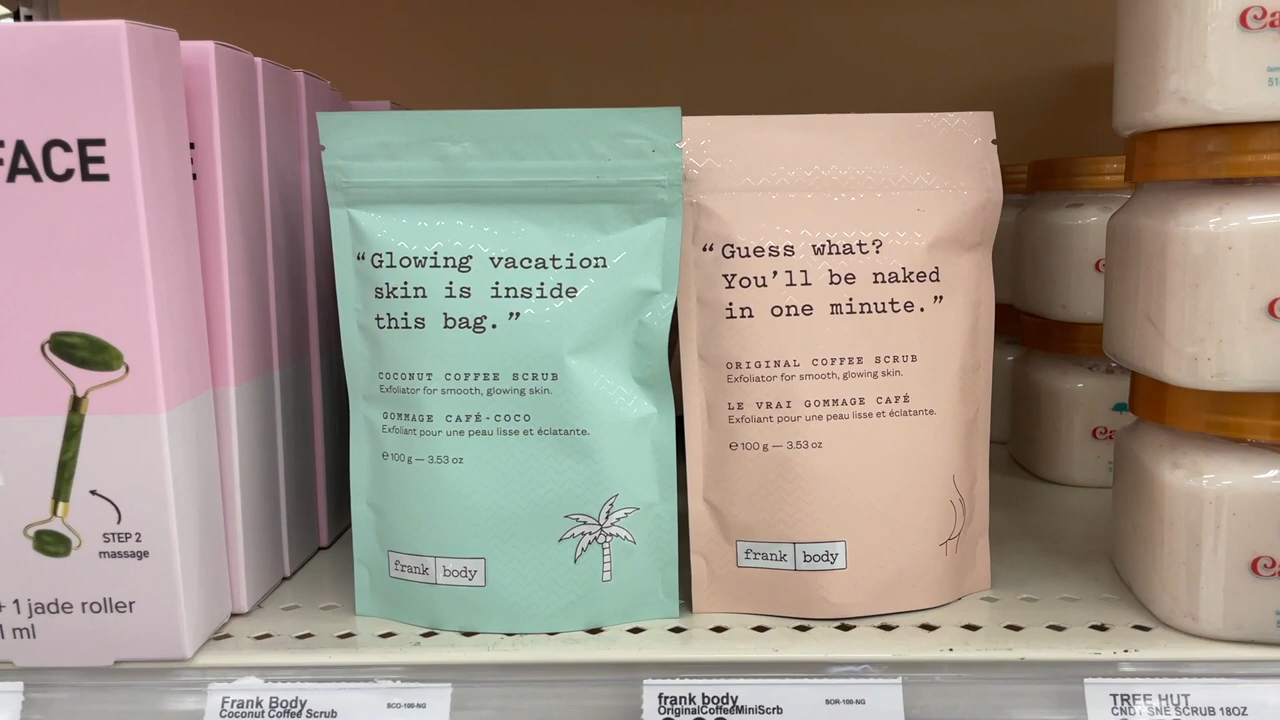 FACE
STEP 2
massage
+ 1 jade roller
1 ml
“Glowing vacation
skin is inside
this bag.”
COCONUT COFFEE SCRUB
Exfoliator for smooth, glowing skin.
GOMMAGE CAFÉ-COCO
Exfoliant pour une peau lisse et éclatante.
℮ 100 g — 3.53 oz
frank body
“Guess what?
You’ll be naked
in one minute.”
ORIGINAL COFFEE SCRUB
Exfoliator for smooth, glowing skin.
LE VRAI GOMMAGE CAFÉ
Exfoliant pour une peau lisse et éclatante.
℮ 100 g — 3.53 oz
frank body
Frank Body
Coconut Coffee Scrub
SCO-100-NG
frank body
OriginalCoffeeMiniScrb
SOR-100-NG
TREE HUT
CNDY SNE SCRUB 18OZ